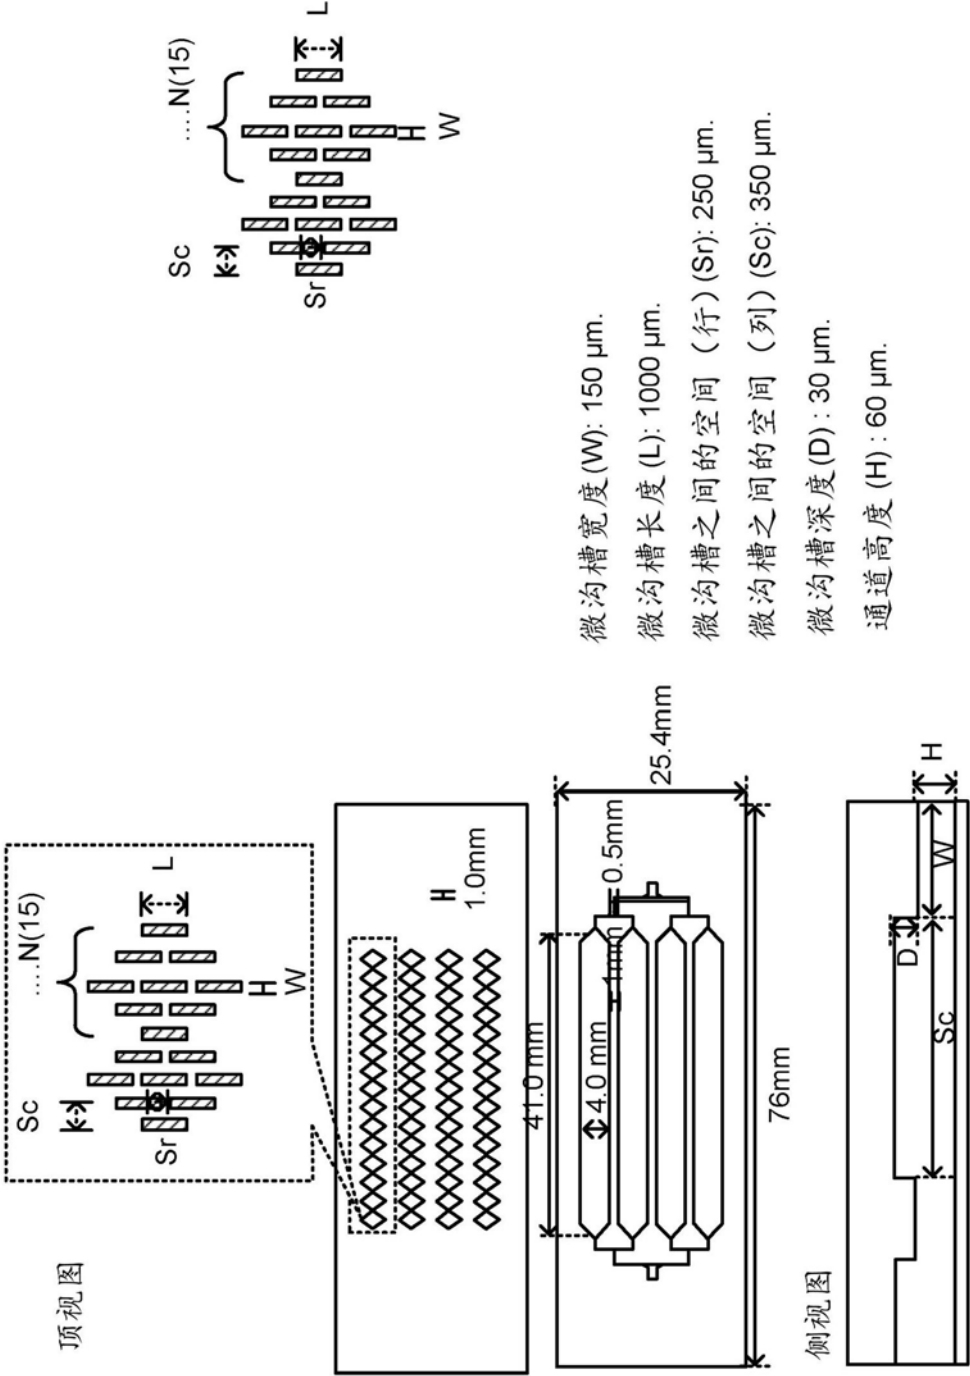 顶视图
Sc
....N(15)
L
Sr
H
W
Sc
....N(15)
L
Sr
H
W
1.0mm
41.0 mm
4.0 mm
1mm
0.5mm
25.4mm
76mm
微沟槽宽度(W): 150 µm.
微沟槽长度 (L): 1000 µm.
微沟槽之间的空间（行）(Sr): 250 µm.
微沟槽之间的空间（列）(Sc): 350 µm.
微沟槽深度(D) : 30 µm.
通道高度 (H) : 60 µm.
侧视图
Sc
D
W
H